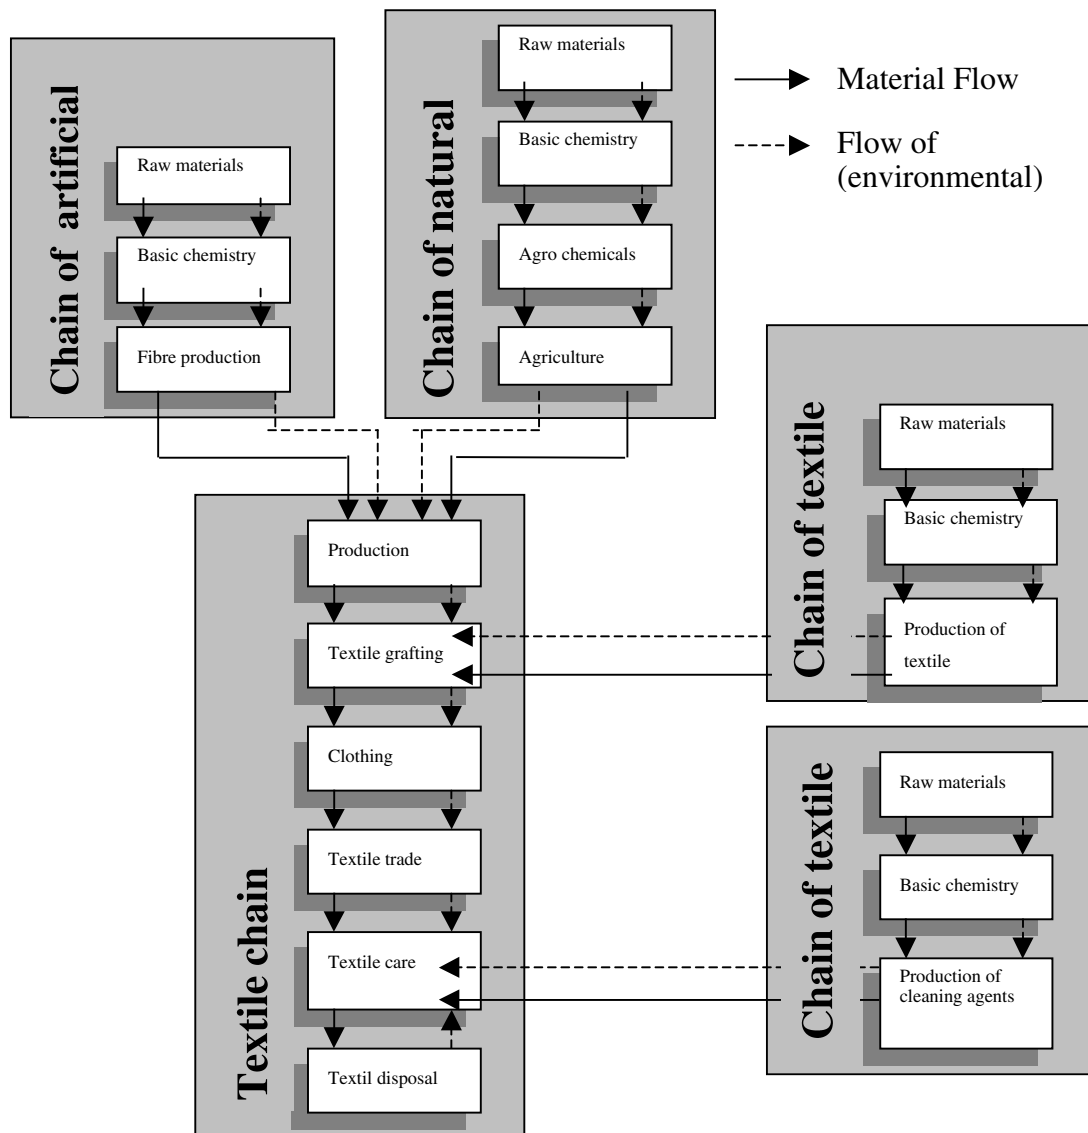 Chain of artificial
Raw materials
Basic chemistry
Fibre production
Chain of natural
Raw materials
Basic chemistry
Agro chemicals
Agriculture
Material Flow
Flow of
(environmental)
Textile chain
Production
Textile grafting
Clothing
Textile trade
Textile care
Textil disposal
Chain of textile
Raw materials
Basic chemistry
Production of
textile
Chain of textile
Raw materials
Basic chemistry
Production of
cleaning agents